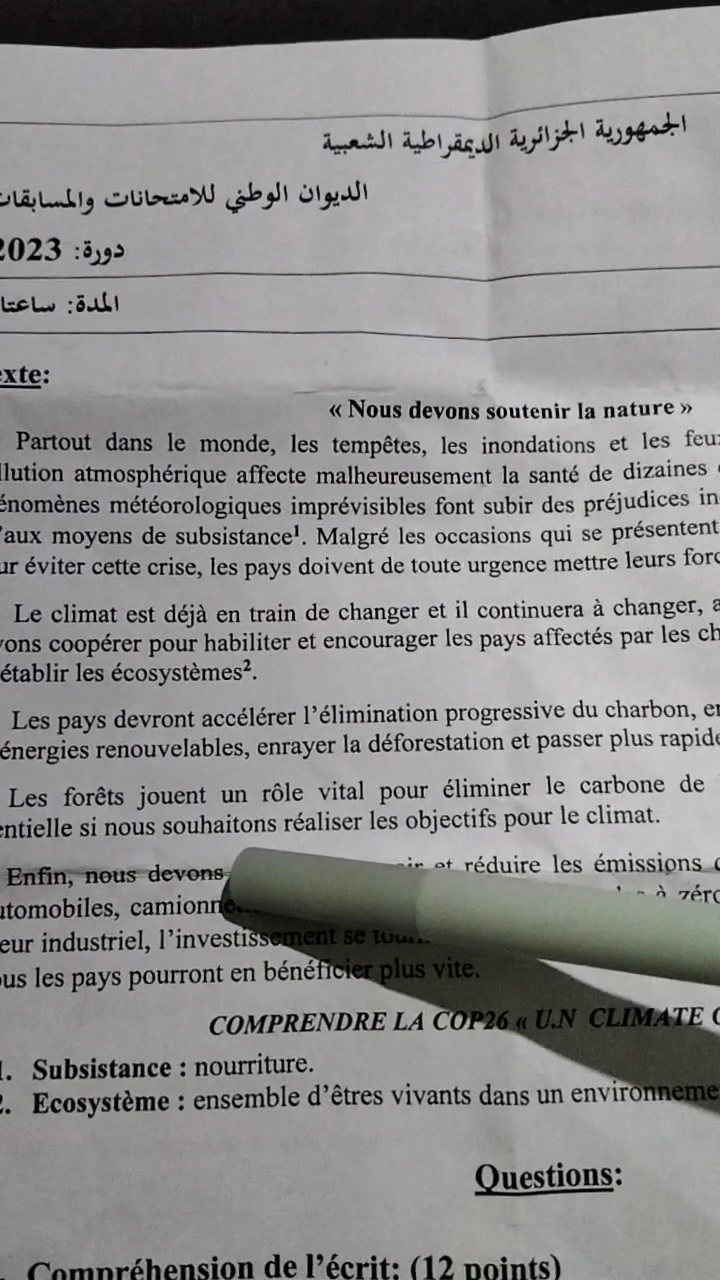 الجمهورية الجزائرية الديمقراطية الشعبية
الديوان الوطني للامتحانات والمسابقات
دورة: 2023
المدة: ساعتا
exte:
« Nous devons soutenir la nature »
Partout dans le monde, les tempêtes, les inondations et les feux
llution atmosphérique affecte malheureusement la santé de dizaines
énomènes météorologiques imprévisibles font subir des préjudices in
'aux moyens de subsistance¹. Malgré les occasions qui se présentent
ur éviter cette crise, les pays doivent de toute urgence mettre leurs forc
Le climat est déjà en train de changer et il continuera à changer, a
vons coopérer pour habiliter et encourager les pays affectés par les ch
établir les écosystèmes².
Les pays devront accélérer l'élimination progressive du charbon, en
énergies renouvelables, enrayer la déforestation et passer plus rapide
Les forêts jouent un rôle vital pour éliminer le carbone de
entielle si nous souhaitons réaliser les objectifs pour le climat.
Enfin, nous devons et réduire les émissions
utomobiles, camionne à zéro
eur industriel, l'investissement se
ous les pays pourront en bénéficier plus vite.
COMPRENDRE LA COP26 « U.N CLIMATE C
1. Subsistance : nourriture.
2. Ecosystème : ensemble d'êtres vivants dans un environneme
Questions:
Compréhension de l'écrit: (12 points)